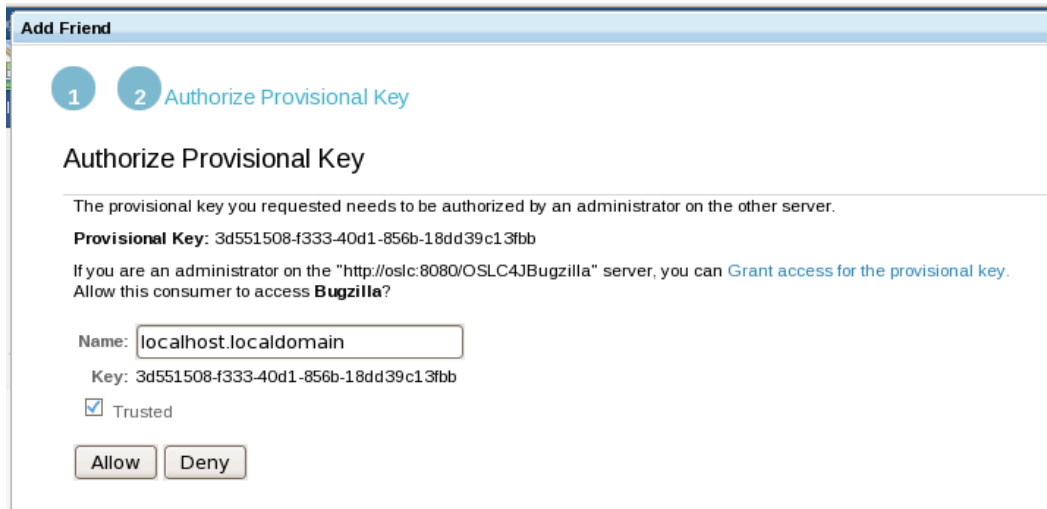 Add Friend
1 2 Authorize Provisional Key
Authorize Provisional Key
The provisional key you requested needs to be authorized by an administrator on the other server.
Provisional Key: 3d551508-f333-40d1-856b-18dd39c13fbb
If you are an administrator on the "http://oslc:8080/OSLC4JBugzilla" server, you can Grant access for the provisional key.
Allow this consumer to access Bugzilla?
Name: localhost.localdomain
Key: 3d551508-f333-40d1-856b-18dd39c13fbb
Trusted
Allow Deny